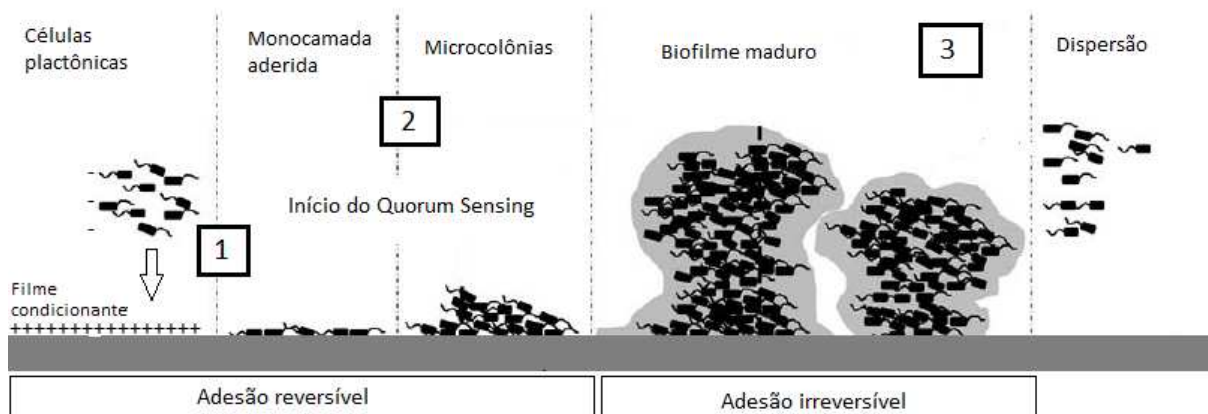 Células
plactônicas
Monocamada
aderida
Microcolônias
Biofilme maduro
3
Dispersão
2
Início do Quorum Sensing
1
Filme
condicionante
+++++++++++++++++++++++
Adesão reversível
Adesão irreversível